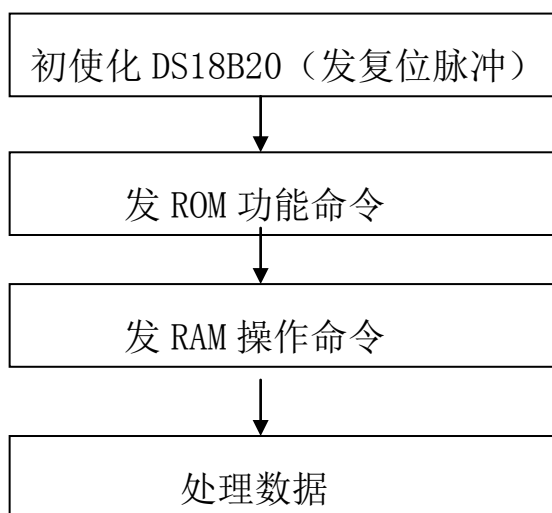 初使化 DS18B20（发复位脉冲）
发 ROM 功能命令
发 RAM 操作命令
处理数据